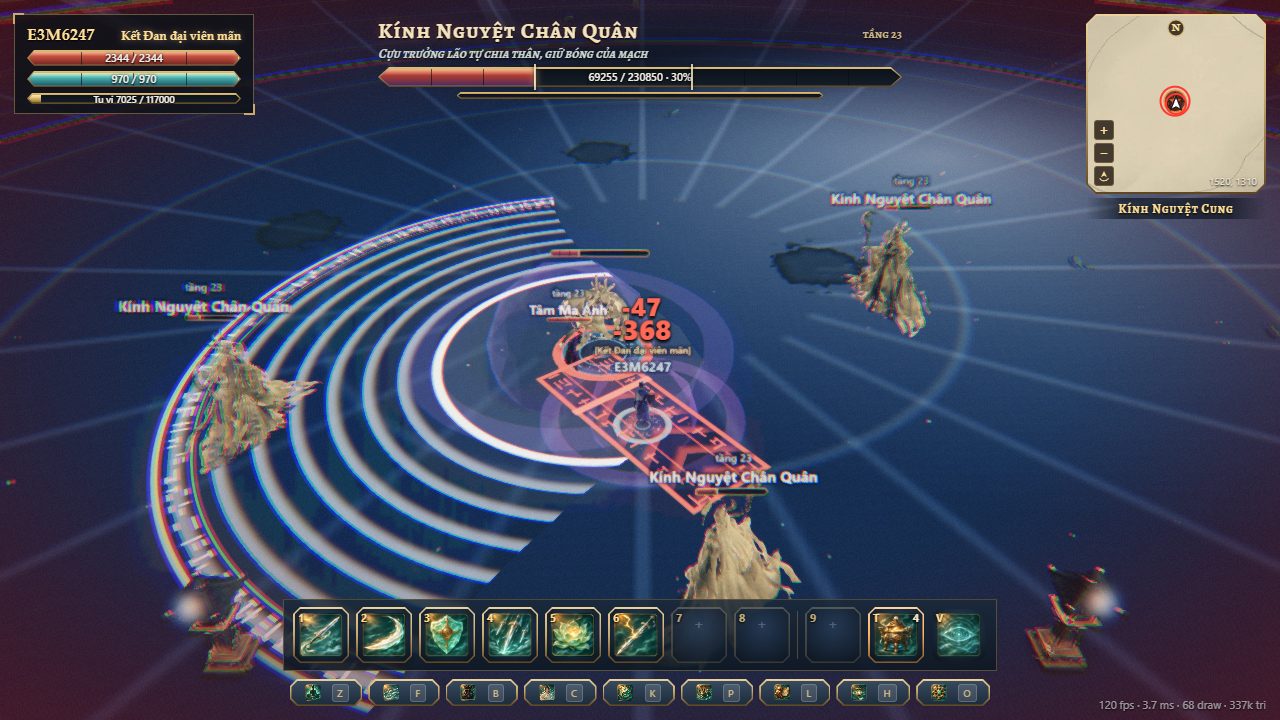 E3M6247 Kết Đan đại viên mãn
2344 / 2344
970 / 970
Tu vi 7025 / 117000
Kính Nguyệt Chân Quân
TẦNG 23
Cựu trưởng lão tự chia thân, giữ bóng của mạch
69255 / 230850 · 30%
N
+
−
1520, 1310
Kính Nguyệt Cung
tầng 23
Kính Nguyệt Chân Quân
tầng 23
Kính Nguyệt Chân Quân
tầng 23
Tâm Ma Ảnh
-47
-368
[Kết Đan đại viên mãn]
E3M6247
tầng 23
Kính Nguyệt Chân Quân
1 2 3 4 5 6 7 + 8 + 9 + T 4 V
Z F B C K P L H O
120 fps · 3.7 ms · 68 draw · 337k tri